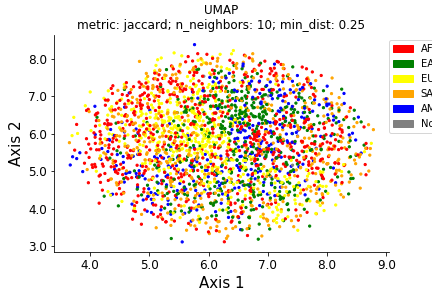 UMAP
metric: jaccard; n_neighbors: 10; min_dist: 0.25
8.0
7.0
6.0
5.0
4.0
3.0
Axis 2
4.0 5.0 6.0 7.0 8.0 9.0
Axis 1
AF
EA
EU
SA
AM
No